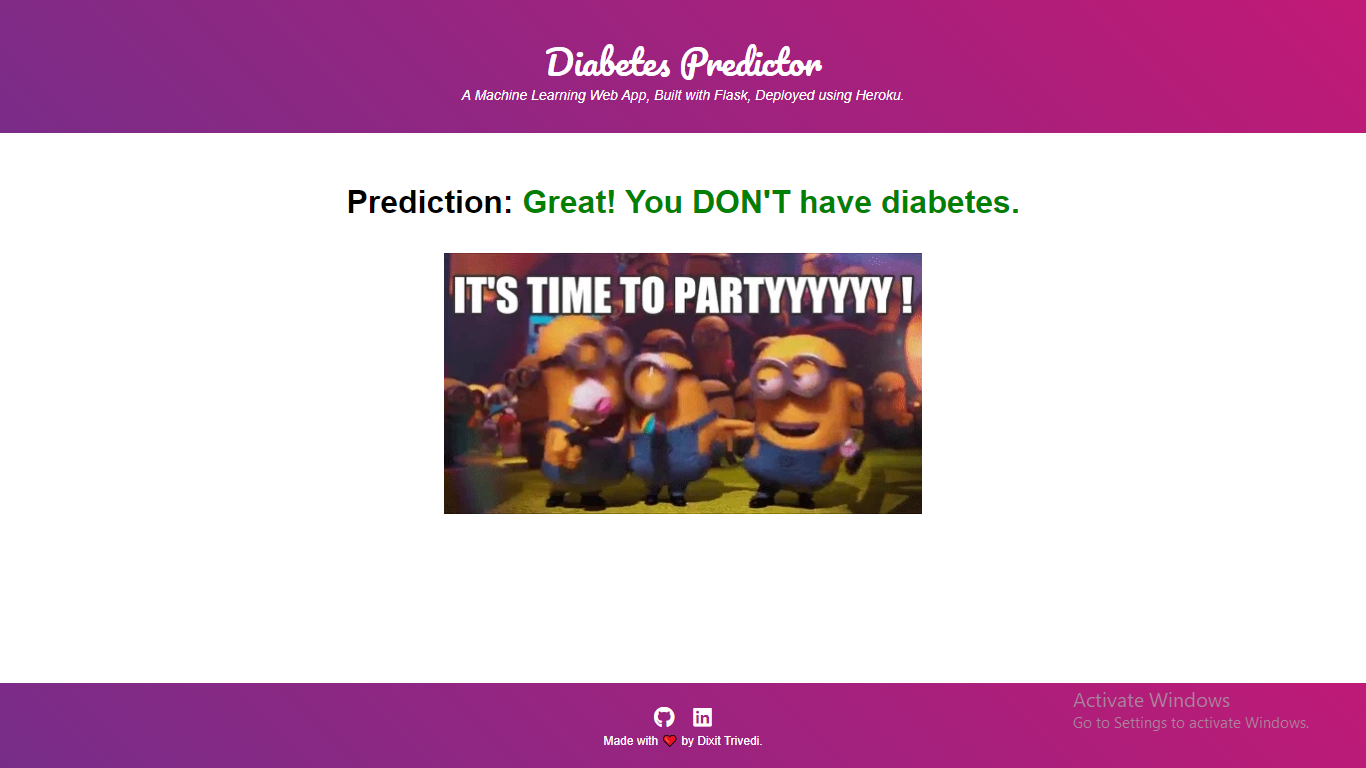 Diabetes Predictor
A Machine Learning Web App, Built with Flask, Deployed using Heroku.
Prediction: Great! You DON'T have diabetes.
IT'S TIME TO PARTYYYYYY !
Activate Windows
Go to Settings to activate Windows.
Made with ❤ by Dixit Trivedi.